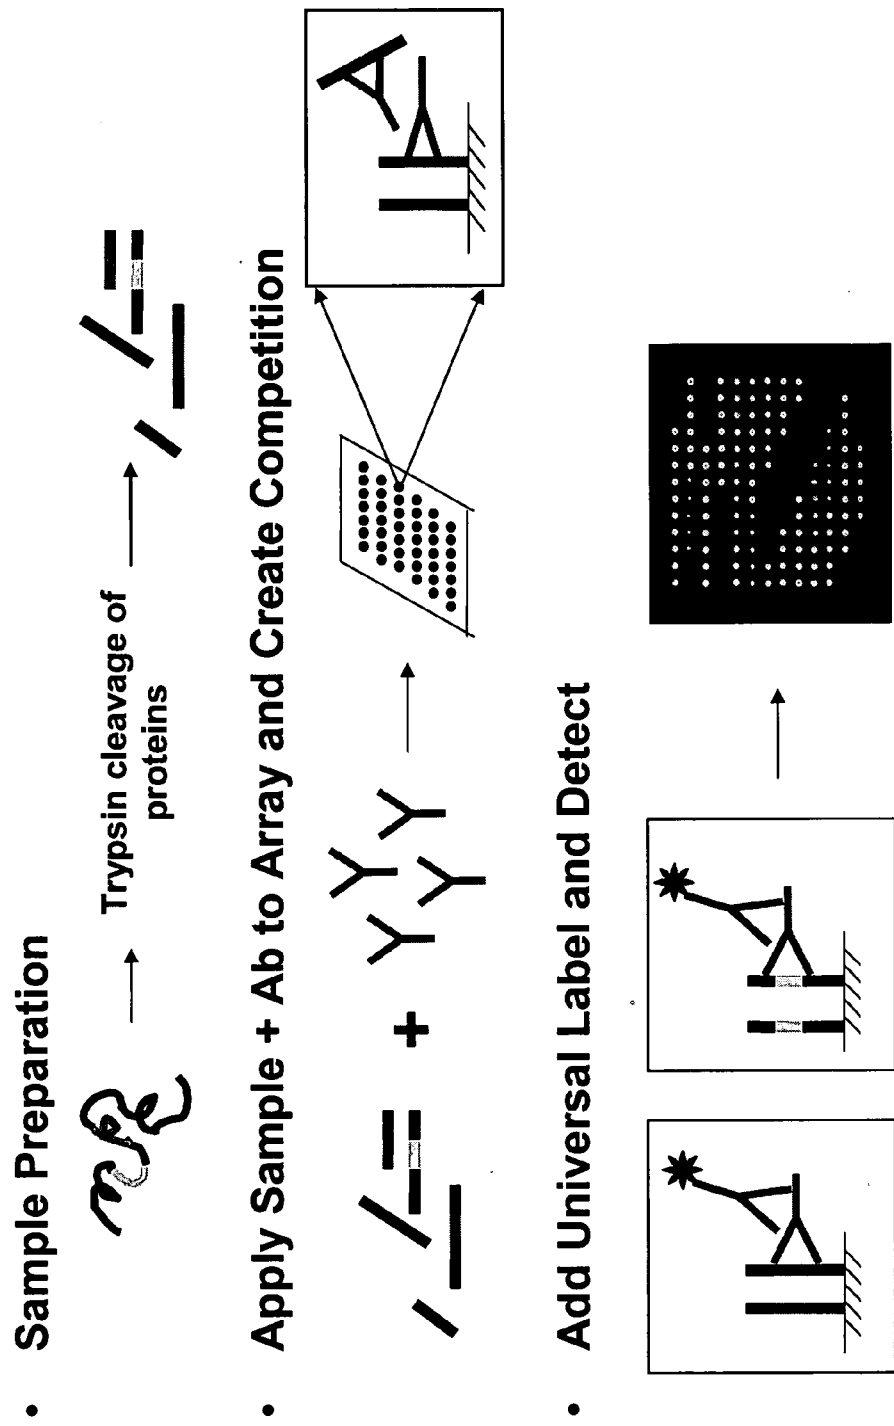 • Sample Preparation
Trypsin cleavage of
proteins
• Apply Sample + Ab to Array and Create Competition
+
• Add Universal Label and Detect